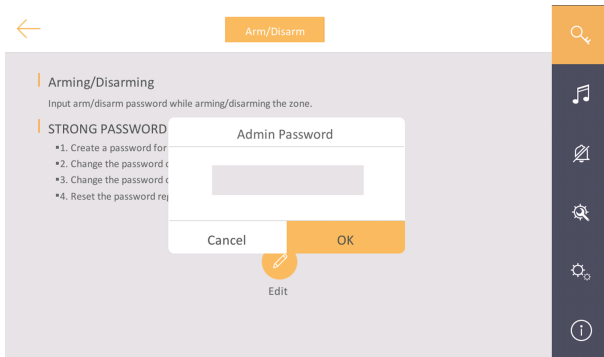 Arm/Disarm
Arming/Disarming
Input arm/disarm password while arming/disarming the zone.
STRONG PASSWORD
▪1. Create a password for
▪2. Change the password
▪3. Change the password
▪4. Reset the password
Admin Password
Cancel
OK
Edit